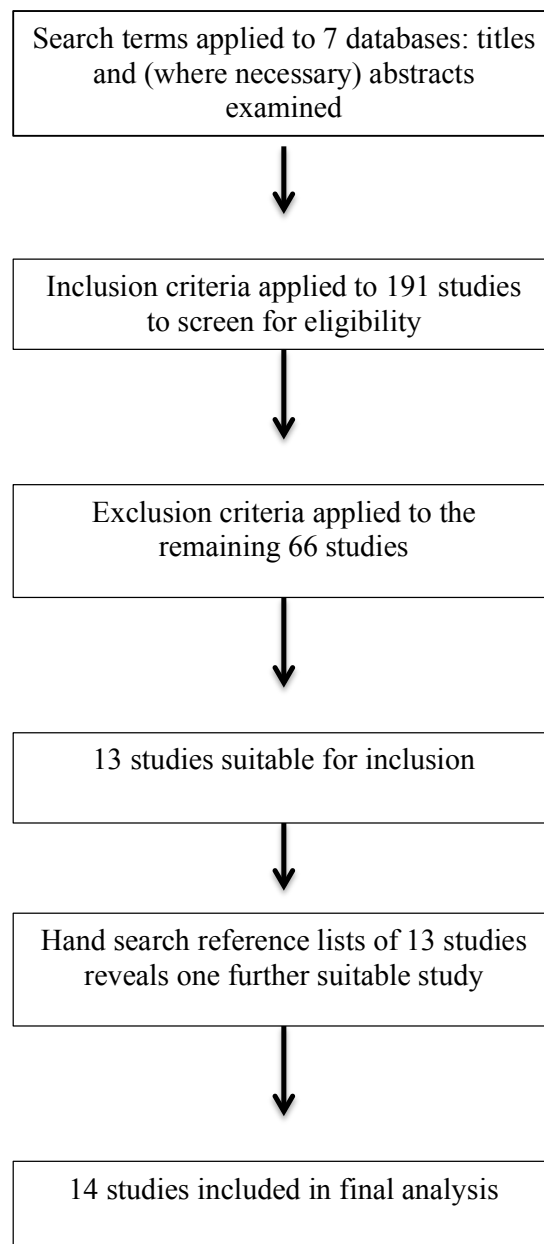 Search terms applied to 7 databases: titles
and (where necessary) abstracts
examined
Inclusion criteria applied to 191 studies
to screen for eligibility
Exclusion criteria applied to the
remaining 66 studies
13 studies suitable for inclusion
Hand search reference lists of 13 studies
reveals one further suitable study
14 studies included in final analysis